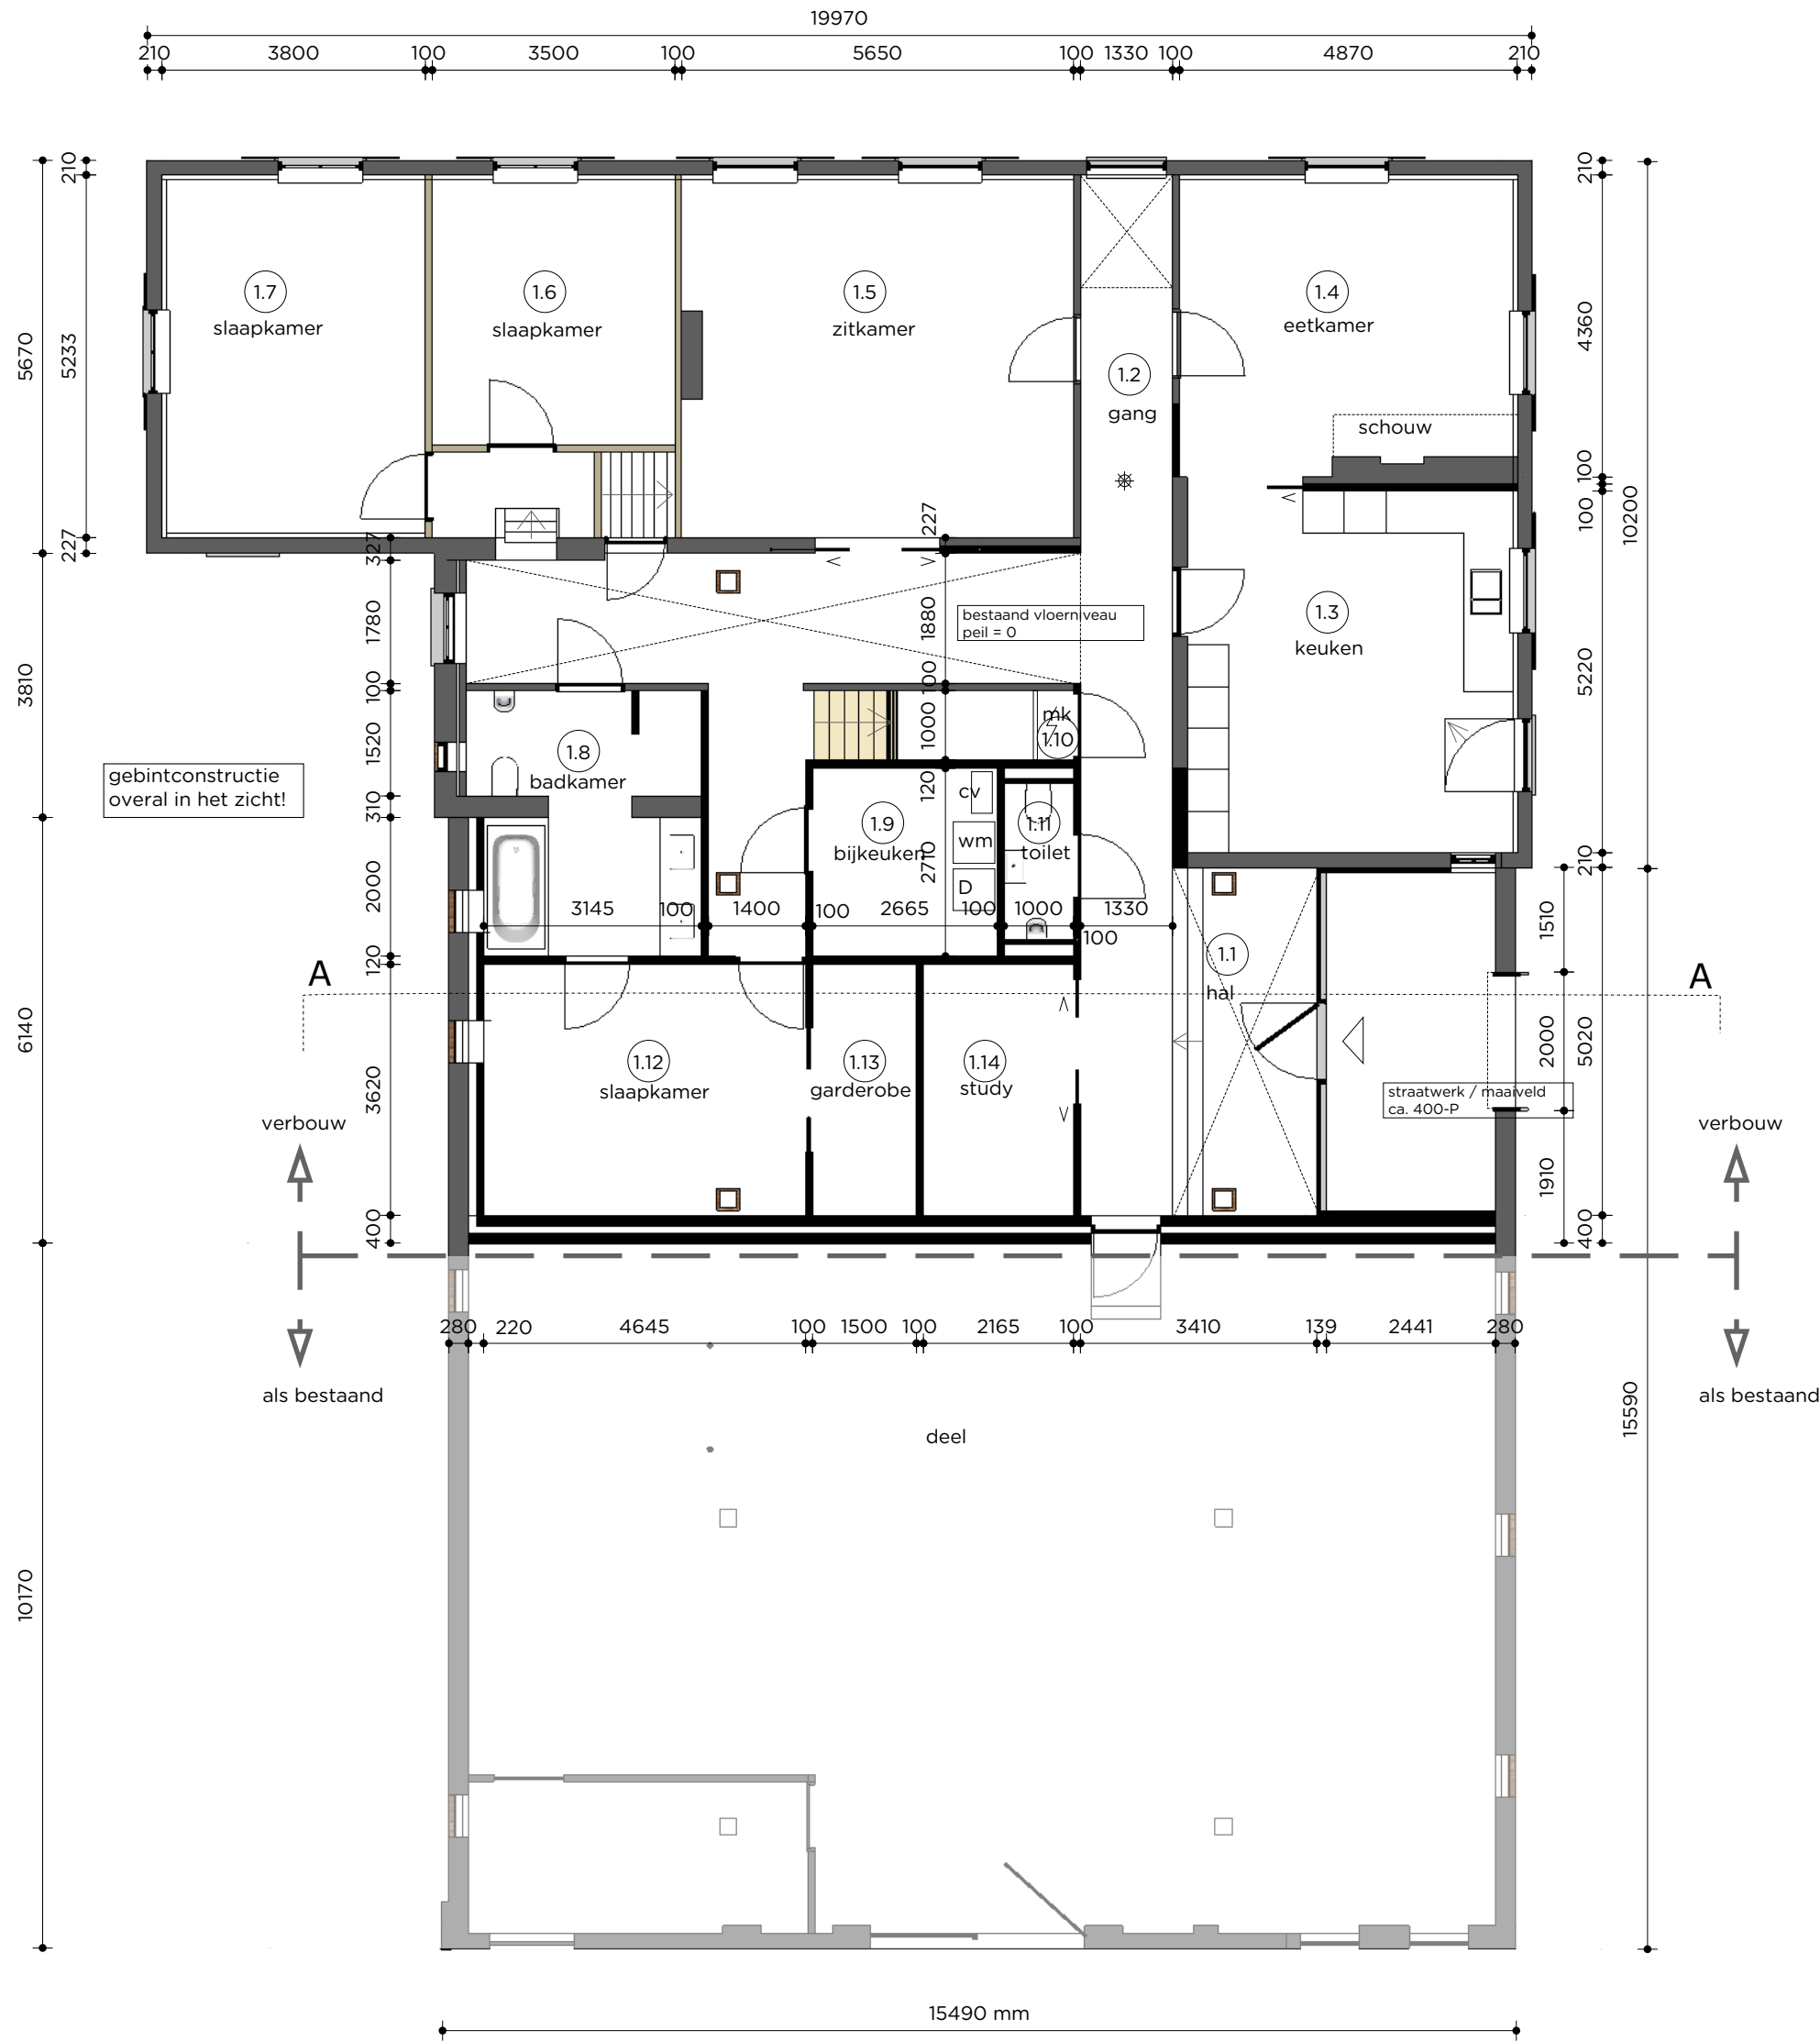 19970
210 3800 100 3500 100 5650 100 1330 100 4870 210
210
5233
227
5670
3810
6140
10170
210
4360
100
100
5220
210
10200
15590
1.7
slaapkamer
1.6
slaapkamer
1.5
zitkamer
1.4
eetkamer
1.2
gang
schouw
227
327
1780
100
1520
310
2000
120
3620
400
1880
100
1000
120
2710
bestaand vloerniveau
peil = 0
1.3
keuken
gebintconstructie
overal in het zicht!
1.8
badkamer
mk
1.10
1.9
bijkeuken
cv
wm
D
1.11
toilet
3145 100 1400 100 2665 100 1000 1330
100
1.1
hal
A
A
1510
2000
1910
5020
400
1.12
slaapkamer
1.13
garderobe
1.14
study
straatwerk / maaiveld
ca. 400-P
verbouw
verbouw
280 220 4645 100 1500 100 2165 100 3410 139 2441 280
als bestaand
als bestaand
deel
15490 mm